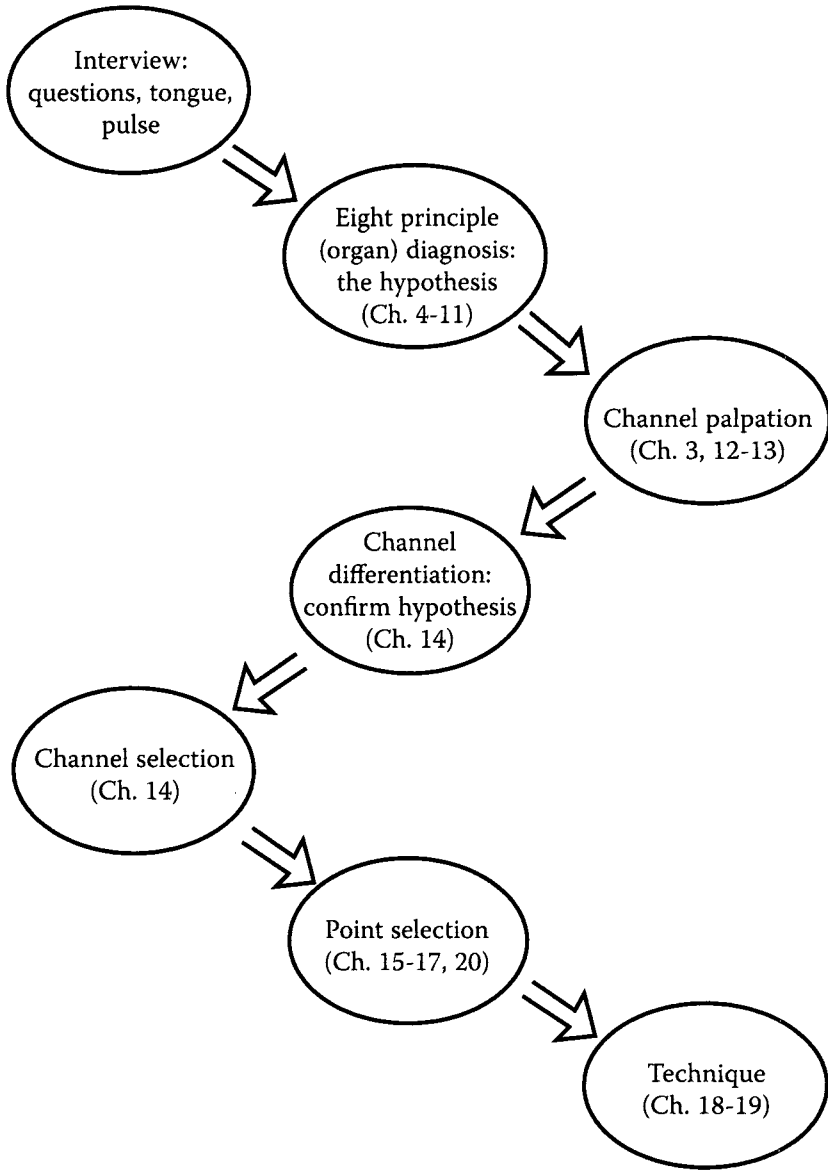 Interview:
questions, tongue,
pulse
Eight principle
(organ) diagnosis:
the hypothesis
(Ch. 4-11)
Channel palpation
(Ch. 3, 12-13)
Channel
differentiation:
confirm hypothesis
(Ch. 14)
Channel selection
(Ch. 14)
Point selection
(Ch. 15-17, 20)
Technique
(Ch. 18-19)